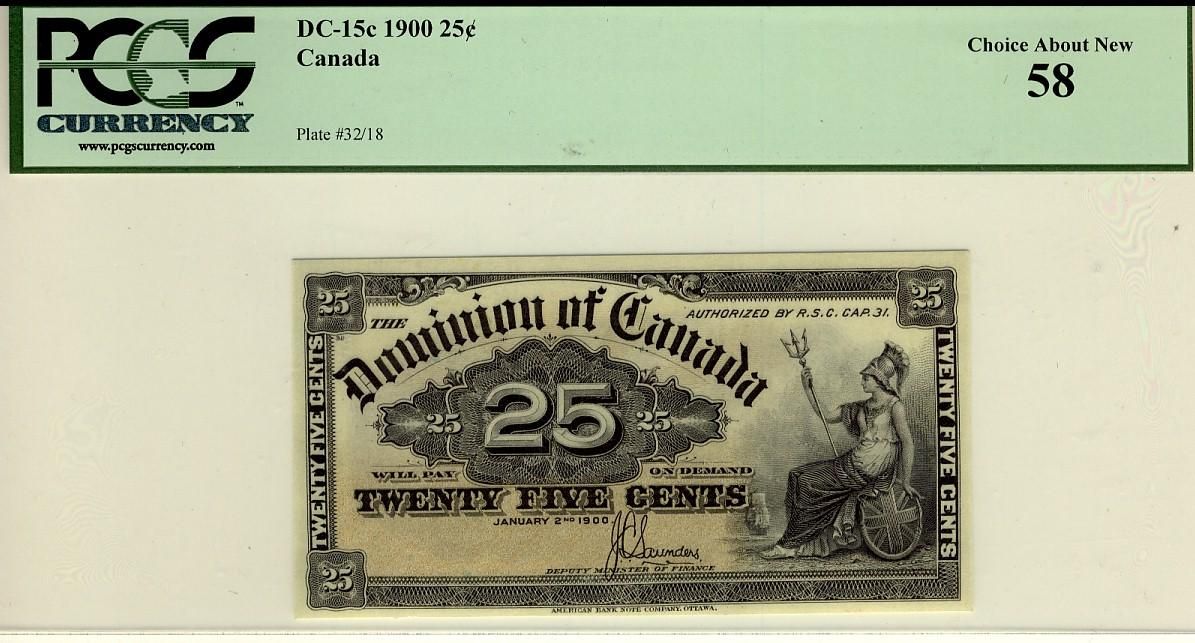 PCGS
™
CURRENCY
www.pcgscurrency.com
DC-15c 1900 25¢
Canada
Plate #32/18
Choice About New
58
25
25
THE
Dominion of Canada
AUTHORIZED BY R.S.C. CAP. 31.
TWENTY FIVE CENTS
TWENTY FIVE CENTS
25
25
25
WILL PAY
ON DEMAND
TWENTY FIVE CENTS
JANUARY 2ND 1900.
J.C. Saunders
DEPUTY MINISTER OF FINANCE
25
AMERICAN BANK NOTE COMPANY, OTTAWA.